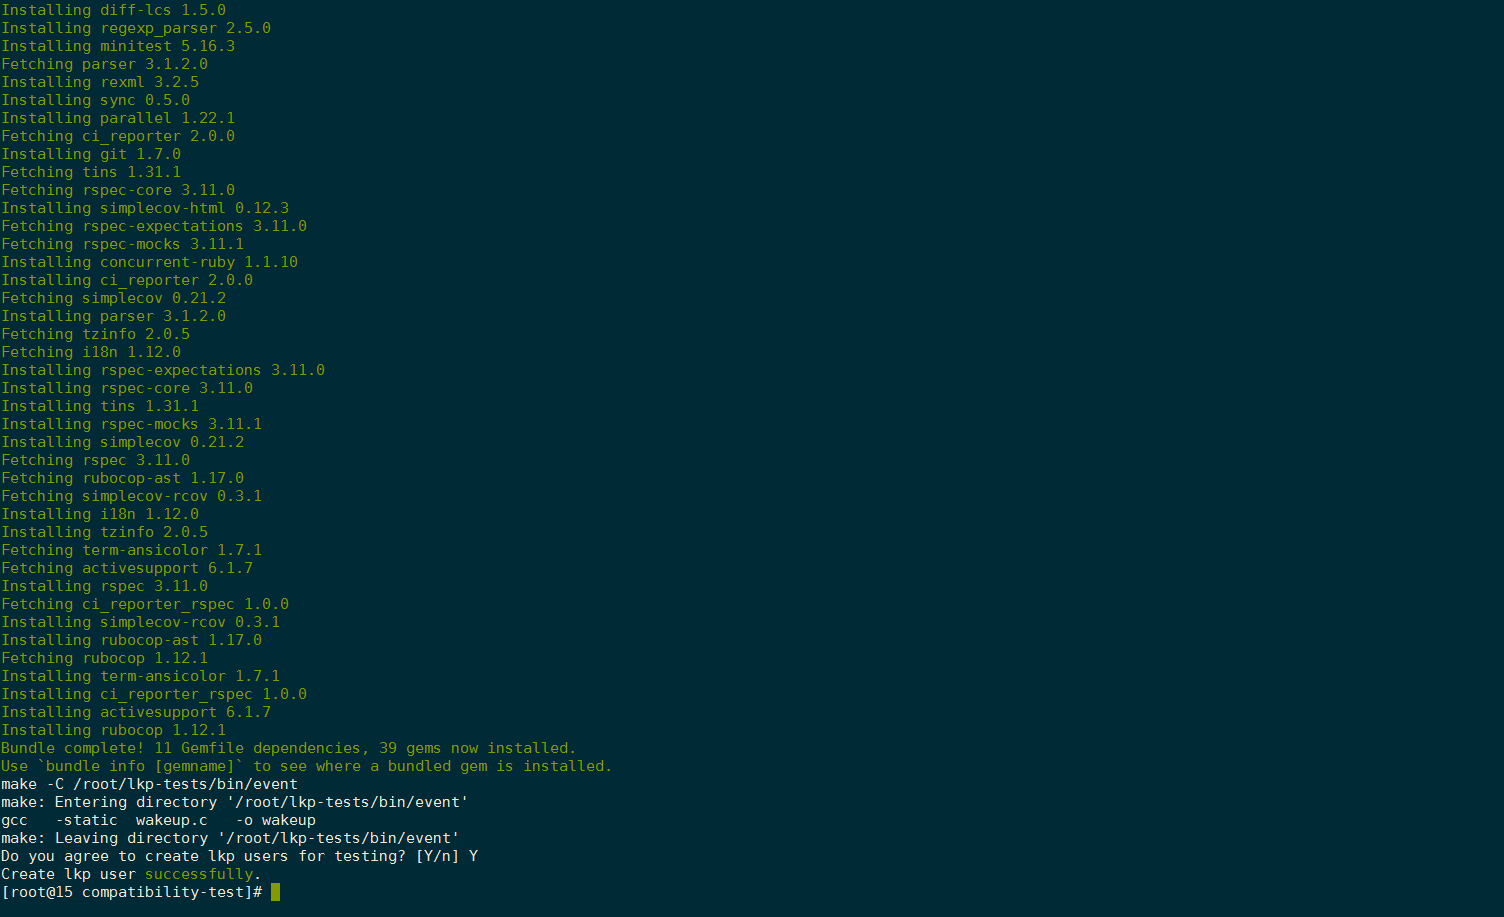 Installing diff-lcs 1.5.0
Installing regexp_parser 2.5.0
Installing minitest 5.16.3
Fetching parser 3.1.2.0
Installing rexml 3.2.5
Installing sync 0.5.0
Installing parallel 1.22.1
Fetching ci_reporter 2.0.0
Installing git 1.7.0
Fetching tins 1.31.1
Fetching rspec-core 3.11.0
Installing simplecov-html 0.12.3
Fetching rspec-expectations 3.11.0
Fetching rspec-mocks 3.11.1
Installing concurrent-ruby 1.1.10
Installing ci_reporter 2.0.0
Fetching simplecov 0.21.2
Installing parser 3.1.2.0
Fetching tzinfo 2.0.5
Fetching i18n 1.12.0
Installing rspec-expectations 3.11.0
Installing rspec-core 3.11.0
Installing tins 1.31.1
Installing rspec-mocks 3.11.1
Installing simplecov 0.21.2
Fetching rspec 3.11.0
Fetching rubocop-ast 1.17.0
Fetching simplecov-rcov 0.3.1
Installing i18n 1.12.0
Installing tzinfo 2.0.5
Fetching term-ansicolor 1.7.1
Fetching activesupport 6.1.7
Installing rspec 3.11.0
Fetching ci_reporter_rspec 1.0.0
Installing simplecov-rcov 0.3.1
Installing rubocop-ast 1.17.0
Fetching rubocop 1.12.1
Installing term-ansicolor 1.7.1
Installing ci_reporter_rspec 1.0.0
Installing activesupport 6.1.7
Installing rubocop 1.12.1
Bundle complete! 11 Gemfile dependencies, 39 gems now installed.
Use `bundle info [gemname]` to see where a bundled gem is installed.
make -C /root/lkp-tests/bin/event
make: Entering directory '/root/lkp-tests/bin/event'
gcc   -static  wakeup.c   -o wakeup
make: Leaving directory '/root/lkp-tests/bin/event'
Do you agree to create lkp users for testing? [Y/n] Y
Create lkp user successfully.
[root@15 compatibility-test]#